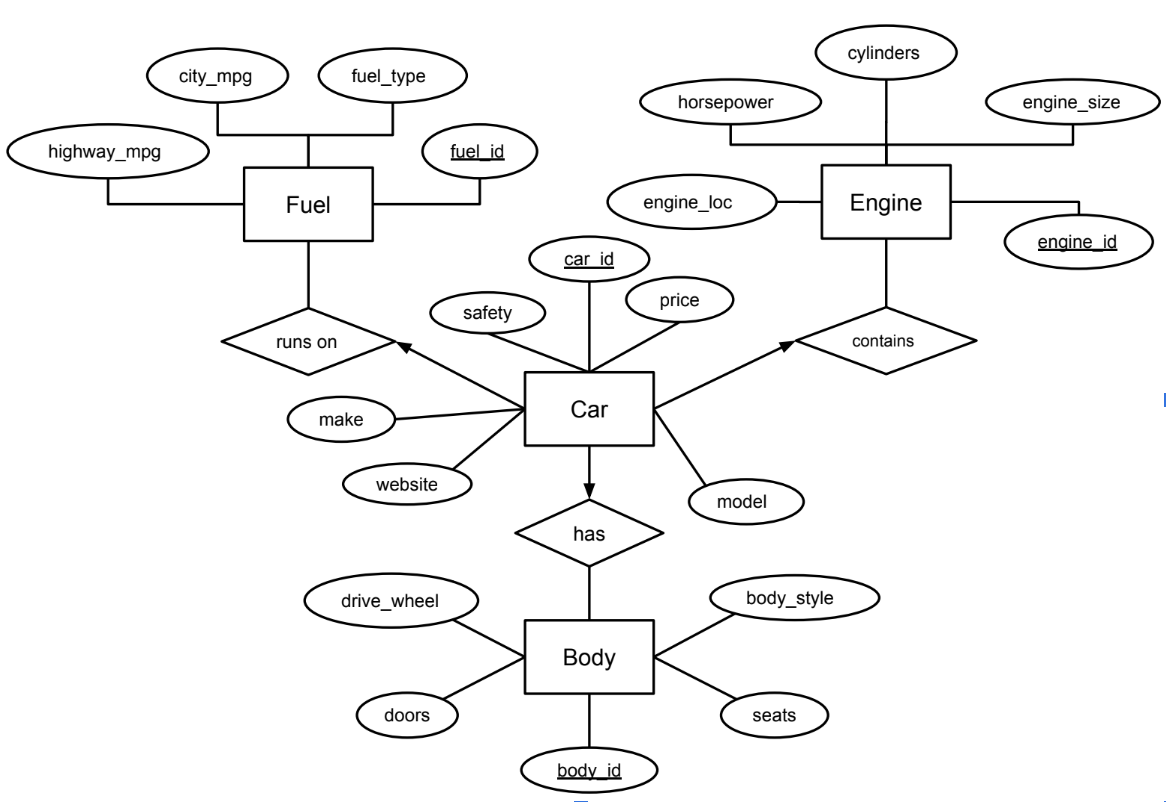 cylinders
city_mpg
fuel_type
horsepower
engine_size
highway_mpg
fuel_id
Fuel
engine_loc
Engine
engine_id
car_id
safety
price
runs on
contains
Car
make
website
model
has
drive_wheel
body_style
Body
doors
seats
body_id